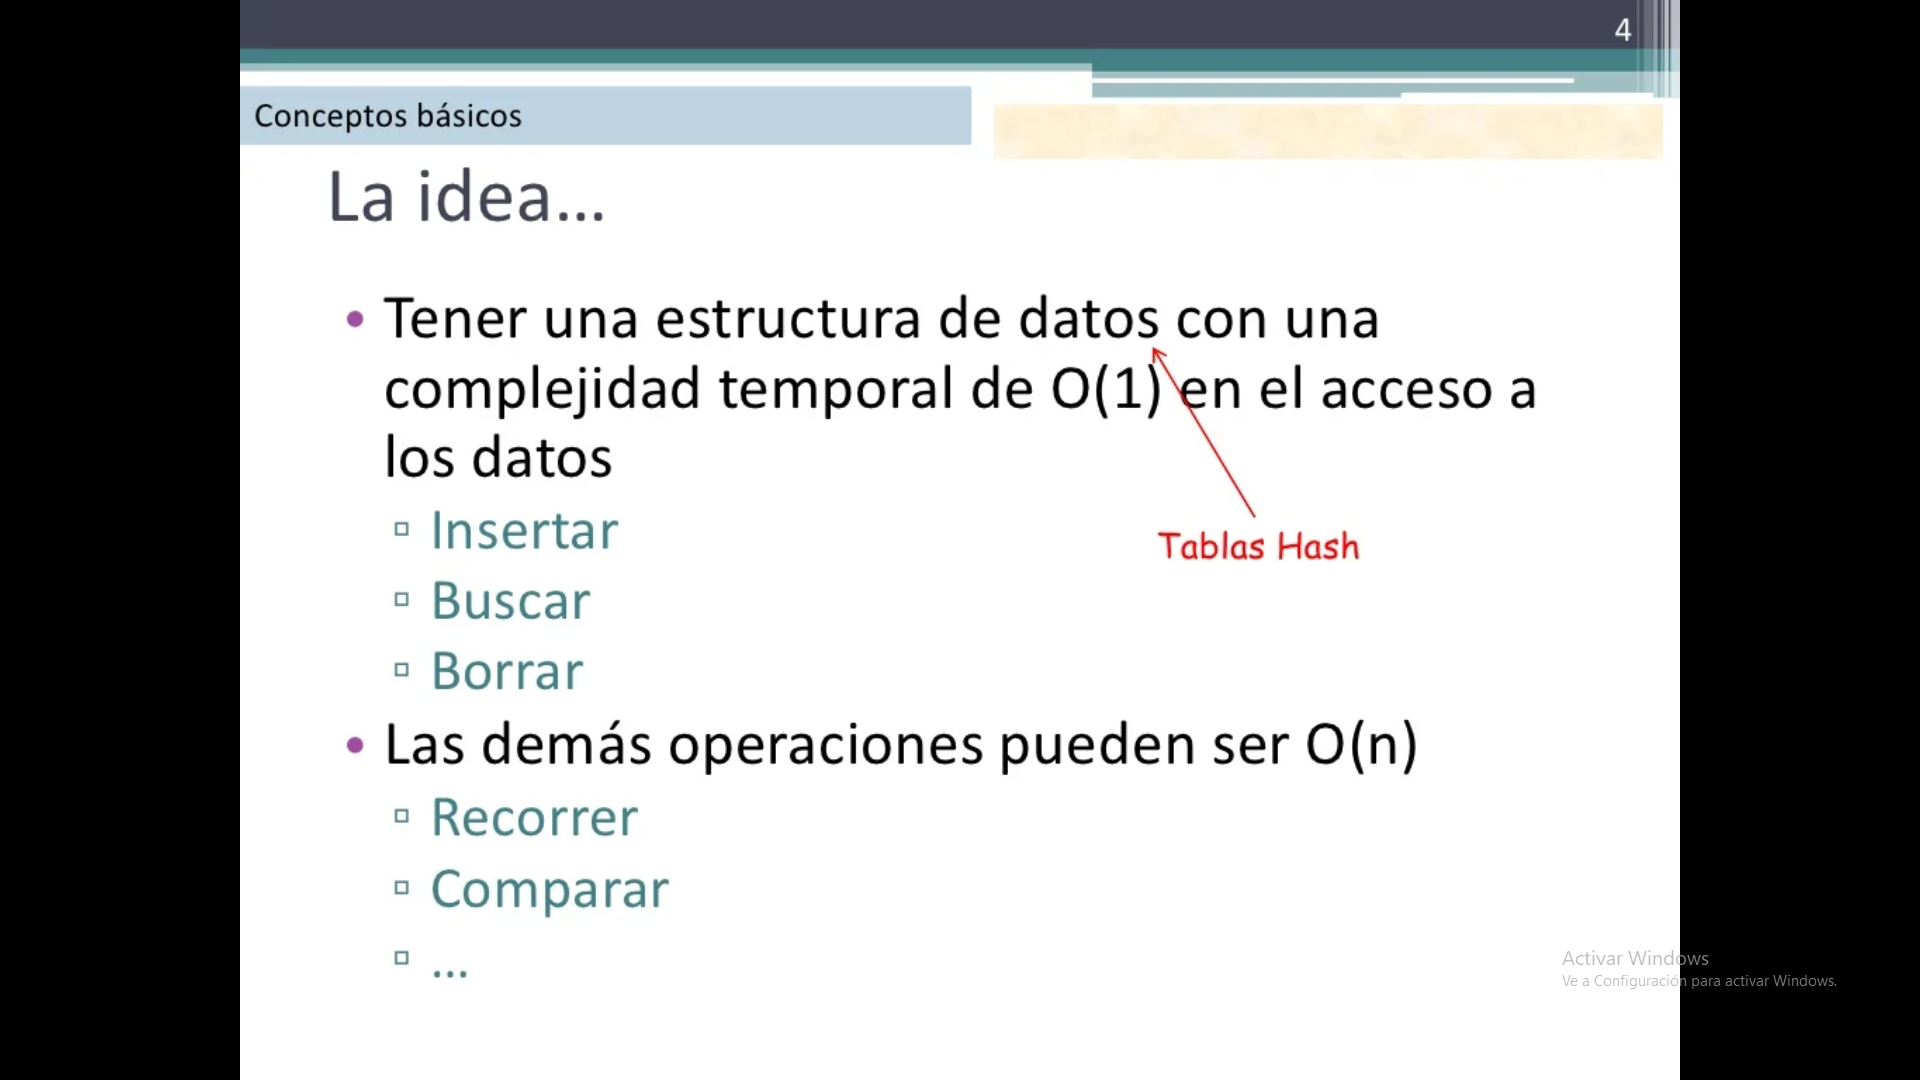 4
Conceptos básicos
La idea...
• Tener una estructura de datos con una
complejidad temporal de O(1) en el acceso a
los datos
▫ Insertar
Tablas Hash
▫ Buscar
▫ Borrar
• Las demás operaciones pueden ser O(n)
▫ Recorrer
▫ Comparar
▫ ...
Activar Windows
Ve a Configuración para activar Windows.